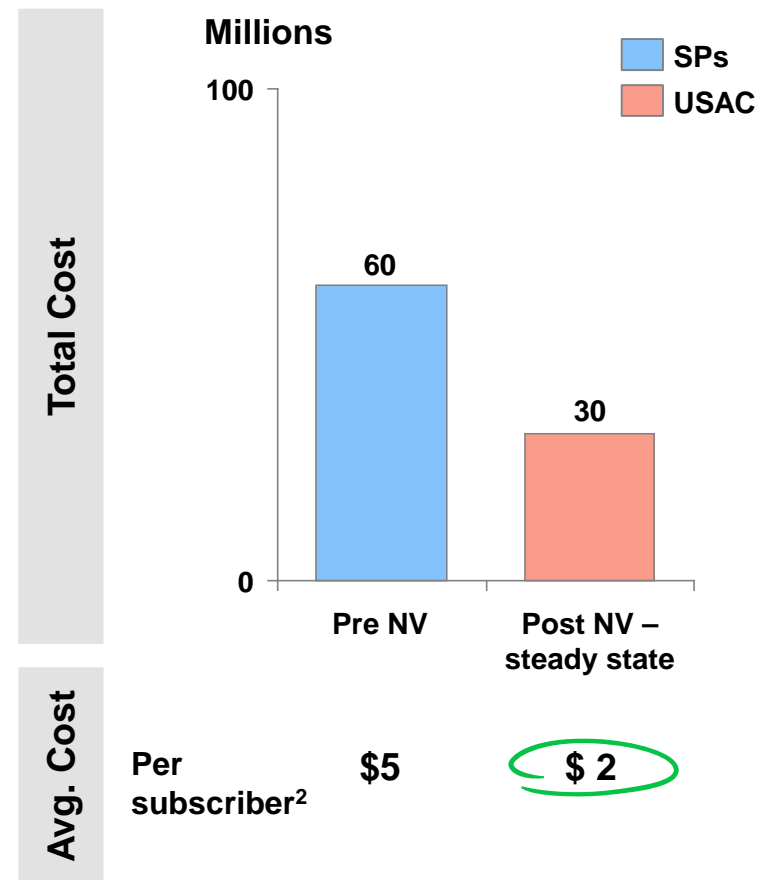 Millions
SPs
USAC
100
60
30
0
Total Cost
Pre NV
Post NV –
steady state
Avg. Cost
Per
subscriber²
$5
$ 2